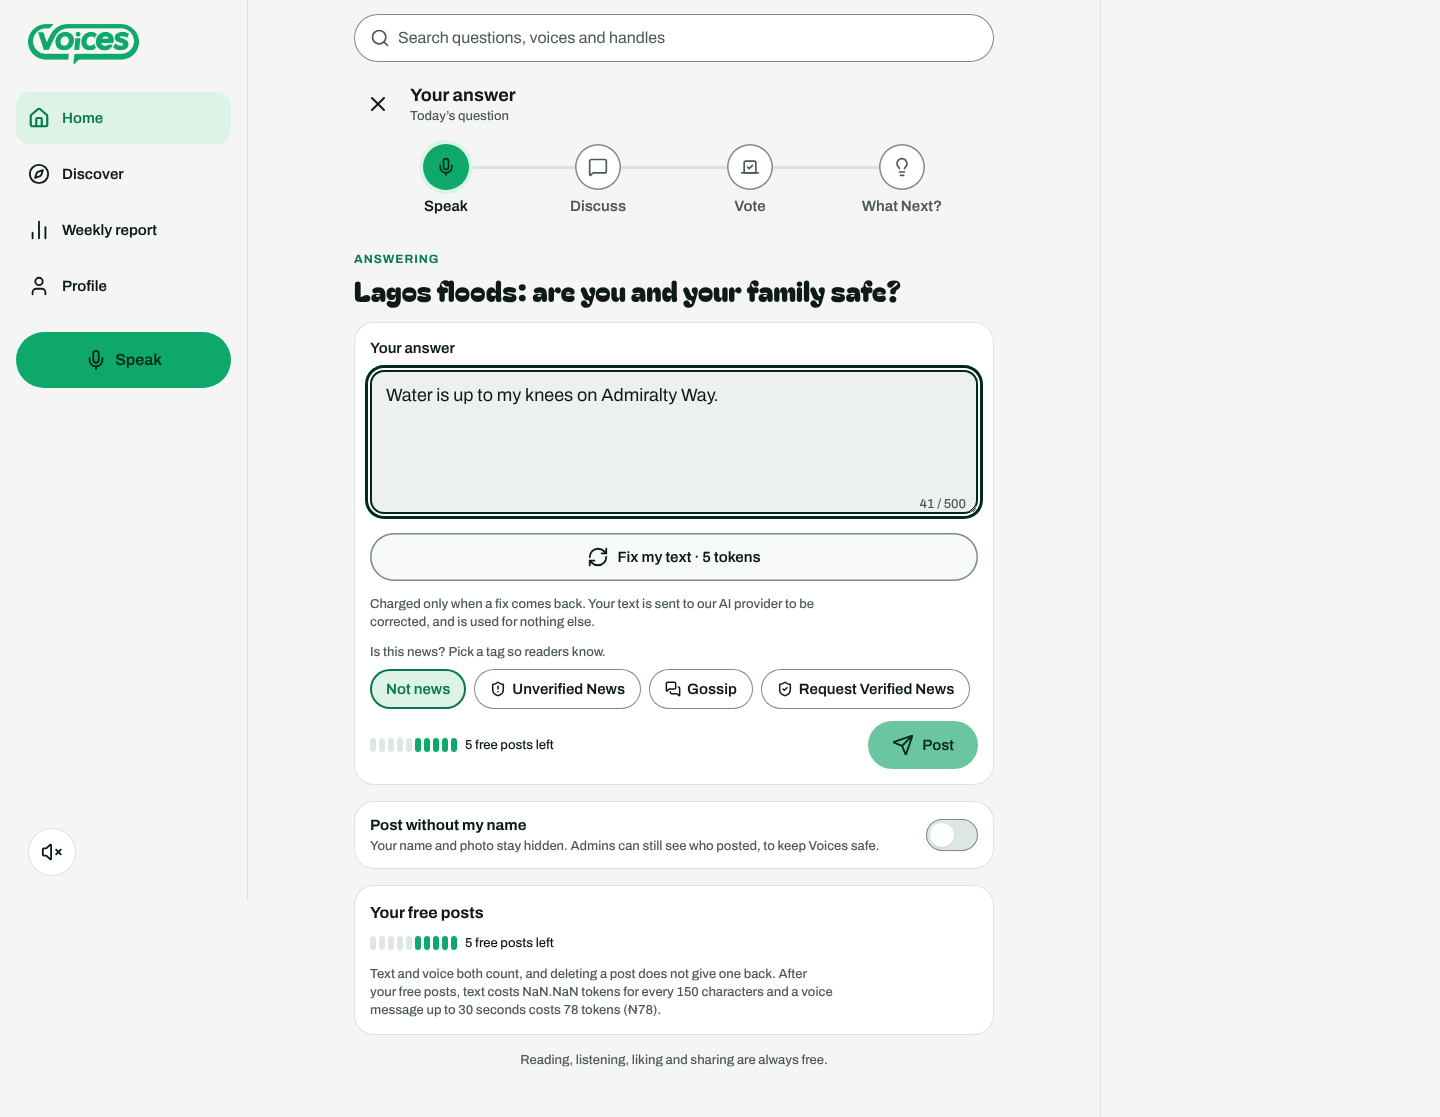 Voices
Search questions, voices and handles
Home
Discover
Weekly report
Profile
Speak
Your answer
Today's question
Speak
Discuss
Vote
What Next?
ANSWERING
Lagos floods: are you and your family safe?
Your answer
Water is up to my knees on Admiralty Way.
41 / 500
Fix my text · 5 tokens
Charged only when a fix comes back. Your text is sent to our AI provider to be
corrected, and is used for nothing else.
Is this news? Pick a tag so readers know.
Not news
Unverified News
Gossip
Request Verified News
5 free posts left
Post
Post without my name
Your name and photo stay hidden. Admins can still see who posted, to keep Voices safe.
Your free posts
5 free posts left
Text and voice both count, and deleting a post does not give one back. After
your free posts, text costs NaN.NaN tokens for every 150 characters and a voice
message up to 30 seconds costs 78 tokens (₦78).
Reading, listening, liking and sharing are always free.